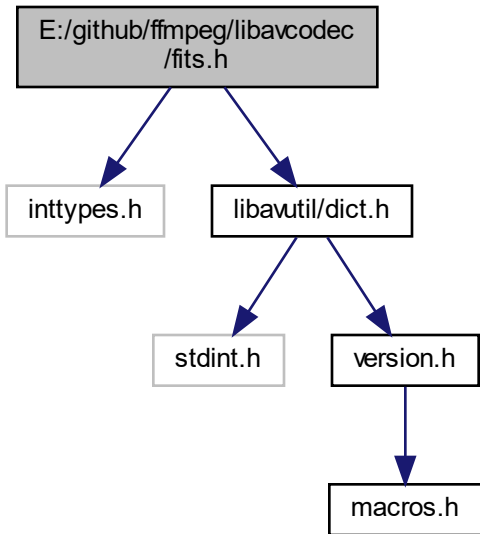 E:/github/ffmpeg/libavcodec
/fits.h
inttypes.h
libavutil/dict.h
stdint.h
version.h
macros.h